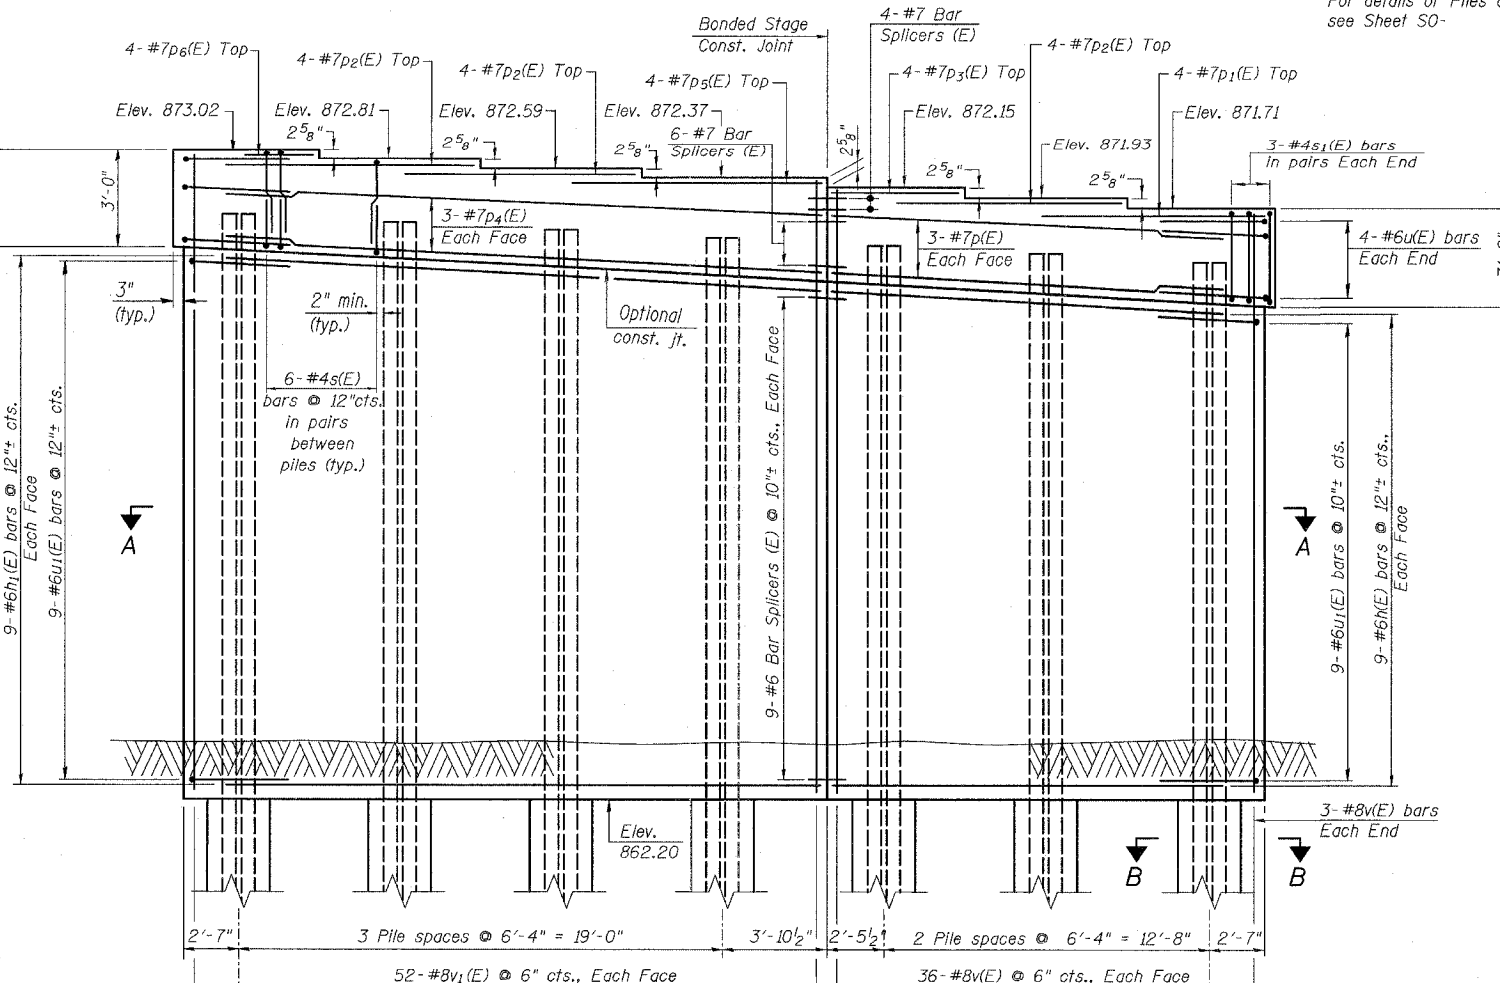 see Sheet SO-
4- #7 Bar
Splicers (E)
Bonded Stage
Const. Joint
4- #7p6(E) Top
4- #7p2(E) Top
4- #7p2(E) Top
4- #7p5(E) Top
4- #7p3(E) Top
4- #7p2(E) Top
4- #7p1(E) Top
Elev. 873.02
Elev. 872.81
Elev. 872.59
Elev. 872.37
Elev. 872.15
Elev. 871.93
Elev. 871.71
2 5/8"
2 5/8"
2 5/8"
2 5/8"
2 5/8"
2 5/8"
6- #7 Bar
Splicers (E)
3- #4s1(E) bars
in pairs Each End
3'-0"
3- #7p4(E)
Each Face
3- #7p(E)
Each Face
4- #6u(E) bars
Each End
3"
(typ.)
2" min.
(typ.)
Optional
const. jt.
6- #4s(E)
bars @ 12"cts.
in pairs
between
piles (typ.)
9- #6h1(E) bars @ 12"± cts.
Each Face
9- #6u1(E) bars @ 12"± cts.
9- #6 Bar Splicers (E) @ 10"± cts., Each Face
9- #6u1(E) bars @ 10"± cts.
9- #6h(E) bars @ 12"± cts.,
Each Face
A
A
Elev.
862.20
3- #8v(E) bars
Each End
B
B
2'-7"
3 Pile spaces @ 6'-4" = 19'-0"
3'-10 1/2"
2'-5 1/2"
2 Pile spaces @ 6'-4" = 12'-8"
2'-7"
52- #8v1(E) @ 6" cts., Each Face
36- #8v(E) @ 6" cts., Each Face